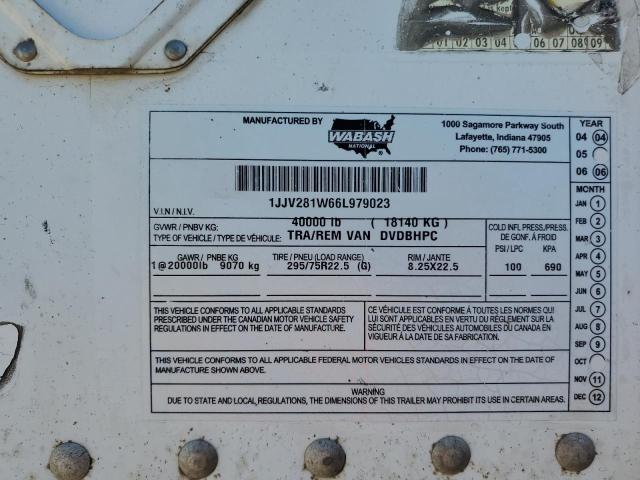 kept
01 02 03 04 06 07 08 09
MANUFACTURED BY
WABASH
NATIONAL
1000 Sagamore Parkway South
Lafayette, Indiana 47905
Phone: (765) 771-5300
1JJV281W66L979023
V.I.N/N.I.V.
GVWR / PNBV KG: 40000 lb ( 18140 KG )
TYPE OF VEHICLE / TYPE DE VÉHICULE: TRA/REM VAN DVDBHPC
COLD INFL PRESS/PRESS.
DE GONF. À FROID
GAWR / PNBE KG TIRE / PNEU (LOAD RANGE) RIM / JANTE PSI/LPC KPA
1@20000lb 9070 kg 295/75R22.5 (G) 8.25X22.5 100 690
THIS VEHICLE CONFORMS TO ALL APPLICABLE STANDARDS
PRESCRIBED UNDER THE CANADIAN MOTOR VEHICLE SAFETY
REGULATIONS IN EFFECT ON THE DATE OF MANUFACTURE.
CE VÉHICULE EST CONFORME À TOUTES LES NORMES QUI
LUI SONT APPLICABLES EN VERTU DU RÉGLEMENT SUR LA
SÉCURITÉ DES VÉHICULES AUTOMOBILES DU CANADA EN
VIGUEUR À LA DATE DE SA FABRICATION.
THIS VEHICLE CONFORMS TO ALL APPLICABLE FEDERAL MOTOR VEHICLE STANDARDS IN EFFECT ON THE DATE OF
MANUFACTURE SHOWN ABOVE.
WARNING
DUE TO STATE AND LOCAL REGULATIONS, THE DIMENSIONS OF THIS TRAILER MAY PROHIBIT ITS USE IN CERTAIN AREAS.
YEAR
04 04
05
06 06
MONTH
JAN 1
FEB 2
MAR 3
APR 4
MAY 5
JUN 6
JUL 7
AUG 8
SEP 9
OCT
NOV 11
DEC 12